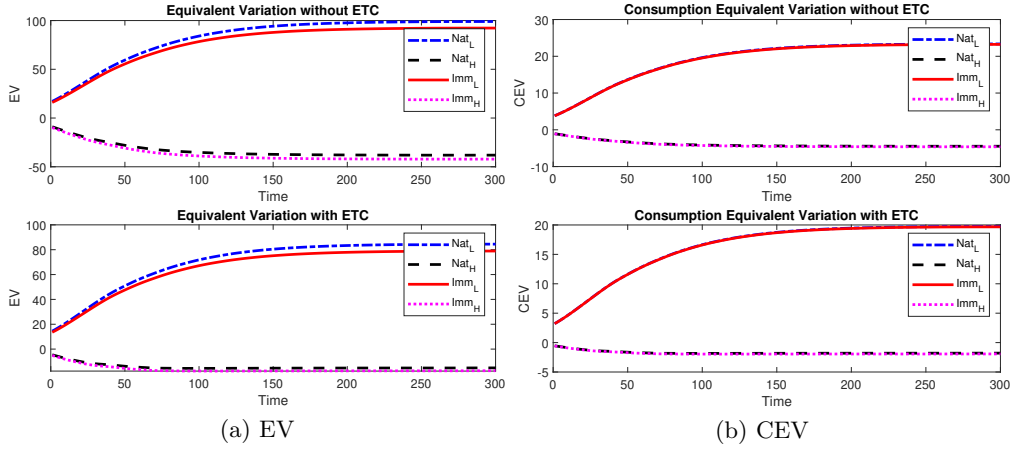 Equivalent Variation without ETC
100
50
0
-50
EV
0
50
100
150
200
250
300
Time
Nat_L
Nat_H
Imm_L
Imm_H
Consumption Equivalent Variation without ETC
30
20
10
0
-10
CEV
0
50
100
150
200
250
300
Time
Nat_L
Nat_H
Imm_L
Imm_H
Equivalent Variation with ETC
100
80
60
40
20
0
EV
0
50
100
150
200
250
300
Time
Nat_L
Nat_H
Imm_L
Imm_H
Consumption Equivalent Variation with ETC
20
15
10
5
0
-5
CEV
0
50
100
150
200
250
300
Time
Nat_L
Nat_H
Imm_L
Imm_H
(a) EV
(b) CEV